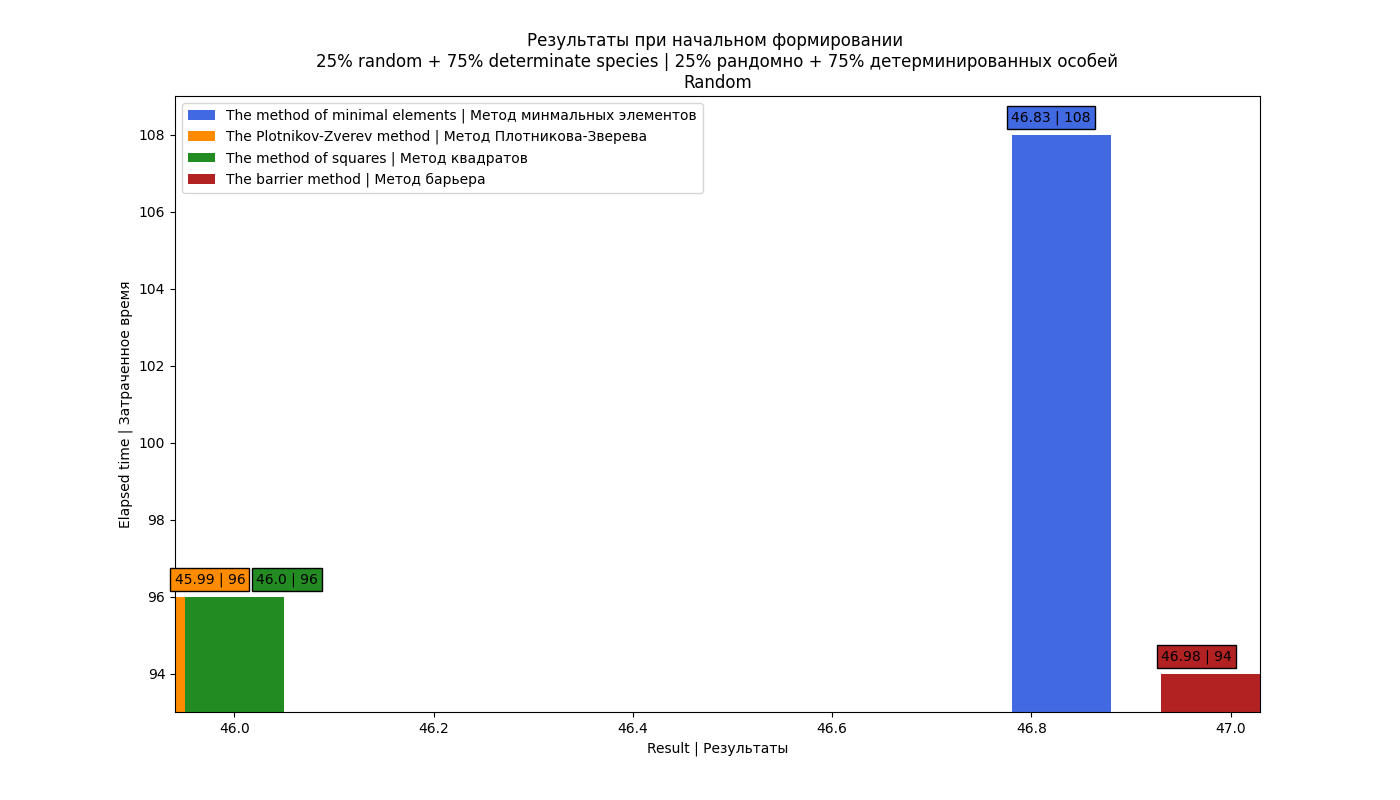 Результаты при начальном формировании
25% random + 75% determinate species | 25% рандомно + 75% детерминированных особей
Random
The method of minimal elements | Метод минмальных элементов
The Plotnikov-Zverev method | Метод Плотникова-Зверева
The method of squares | Метод квадратов
The barrier method | Метод барьера
46.83 | 108
45.99 | 96
46.0 | 96
46.98 | 94
Elapsed time | Затраченное время
108
106
104
102
100
98
96
94
46.0 46.2 46.4 46.6 46.8 47.0
Result | Результаты